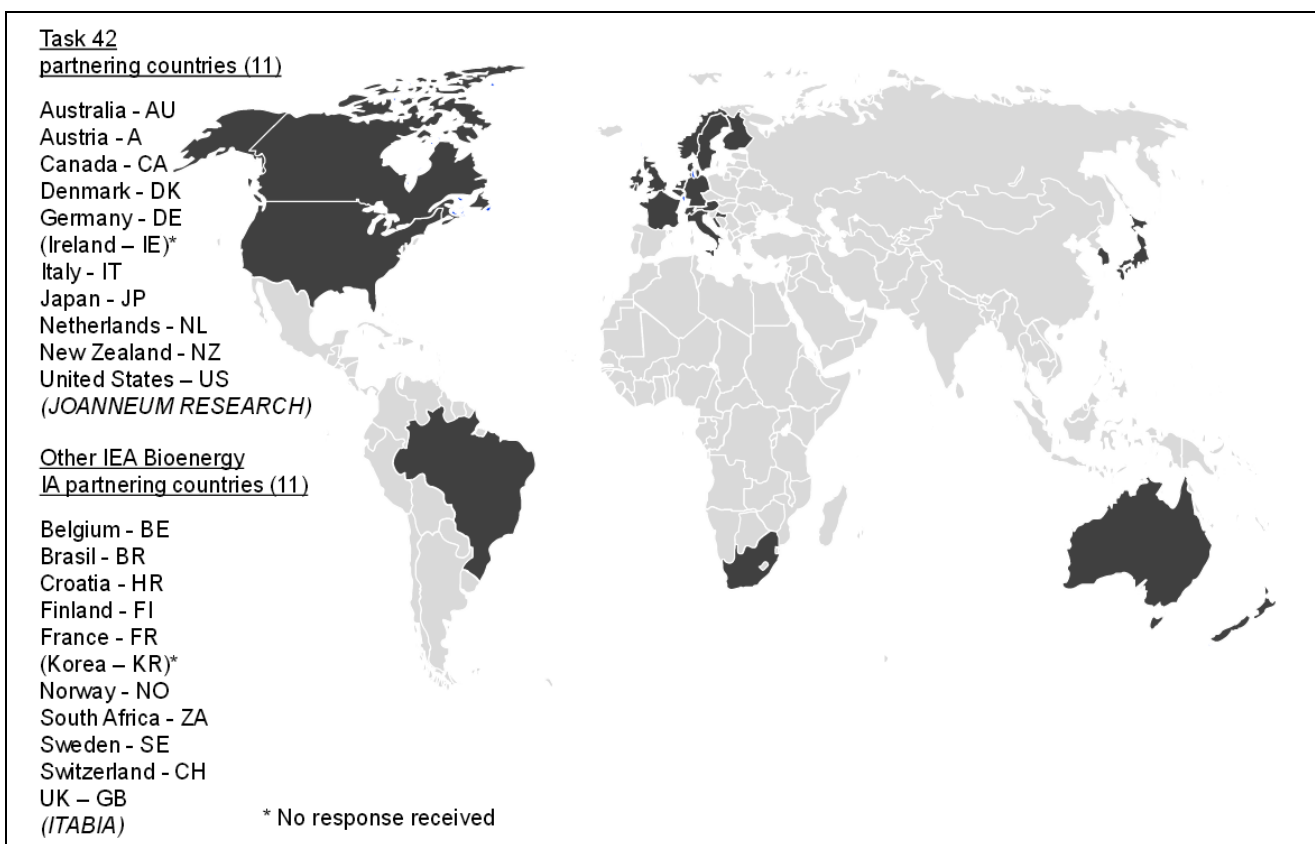 Task 42
partnering countries (11)
Australia - AU
Austria - A
Canada - CA
Denmark - DK
Germany - DE
(Ireland – IE)*
Italy - IT
Japan - JP
Netherlands - NL
New Zealand - NZ
United States – US
(JOANNEUM RESEARCH)
Other IEA Bioenergy
IA partnering countries (11)
Belgium - BE
Brasil - BR
Croatia - HR
Finland - FI
France - FR
(Korea – KR)*
Norway - NO
South Africa - ZA
Sweden - SE
Switzerland - CH
UK – GB
(ITABIA)
* No response received